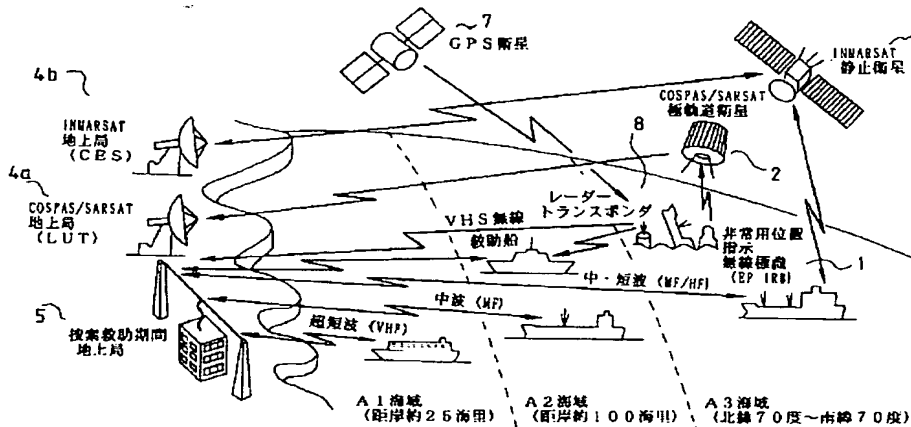 7
GPS衛星
INMARSAT
静止衛星
4b
INMARSAT
地上局
(CES)
COSPAS/SARSAT
極軌道衛星
8
2
4a
COSPAS/SARSAT
地上局
(LUT)
レーダー
トランスポンダ
VHS無線
救助船
非常用位置
指示
無線標識
(EPIRB)
1
中・短波(MF/HF)
中波(MF)
5
捜索救助期間
地上局
超短波(VHF)
A1海域
(距岸約25海里)
A2海域
(距岸約100海里)
A3海域
(北緯70度~南緯70度)